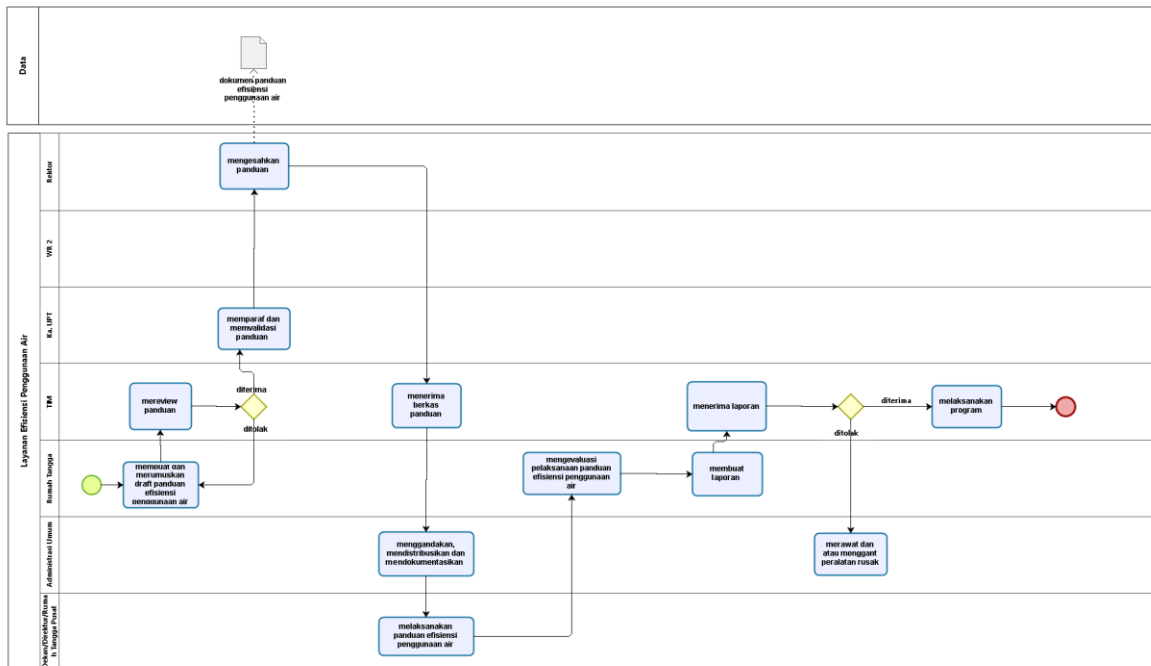 Data
dokumen panduan
efisiensi
penggunaan air
Layanan Efisiensi Penggunaan Air
Rektor
mengesahkan
panduan
WR 2
Ka. UPT
memparaf dan
memvalidasi
panduan
TIM
mereview
panduan
diterima
ditolak
menerima
berkas
panduan
menerima laporan
diterima
ditolak
melaksanakan
program
Rumah Tangga
membuat dan
merumuskan
draft panduan
efisiensi
penggunaan air
mengevaluasi
pelaksanaan panduan
efisiensi penggunaan
air
membuat
laporan
Administrasi Umum
menggandakan,
mendistribusikan dan
mendokumentasikan
merawat dan
atau menggant
peralatan rusak
Dekan/Direktur/Ruma
h Tangga Pusat
melaksanakan
panduan efisiensi
penggunaan air